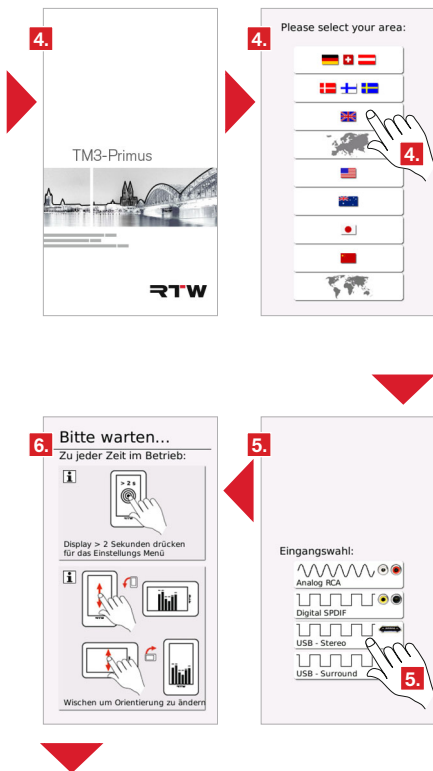 4.
TM3-Primus
RTW
4.
Please select your area:
4.
6.
Bitte warten...
Zu jeder Zeit im Betrieb:
i
> 2 s
Display > 2 Sekunden drücken
für das Einstellungs Menü
i
Wischen um Orientierung zu ändern
5.
Eingangswahl:
Analog RCA
Digital SPDIF
USB - Stereo
USB - Surround
5.